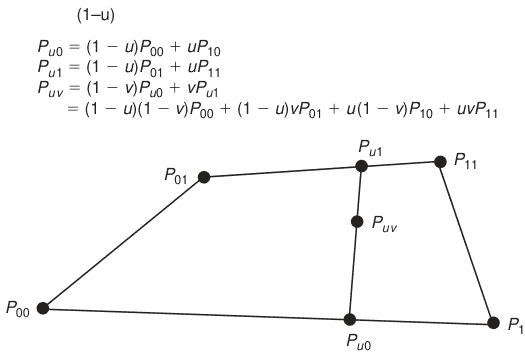 (1–u)
P_u0 = (1 − u)P_00 + uP_10
P_u1 = (1 − u)P_01 + uP_11
P_uv = (1 − v)P_u0 + vP_u1
= (1 − u)(1 − v)P_00 + (1 − u)vP_01 + u(1 − v)P_10 + uvP_11
P_u1
P_01
P_11
P_uv
P_00
P_1
P_u0